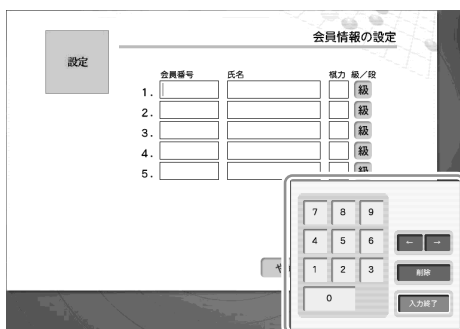 会員情報の設定
設定
会員番号 氏名 棋力 級／段
1. 級
2. 級
3. 級
4. 級
5. 級
7 8 9
4 5 6 ← →
1 2 3 削除
0 入力終了
や